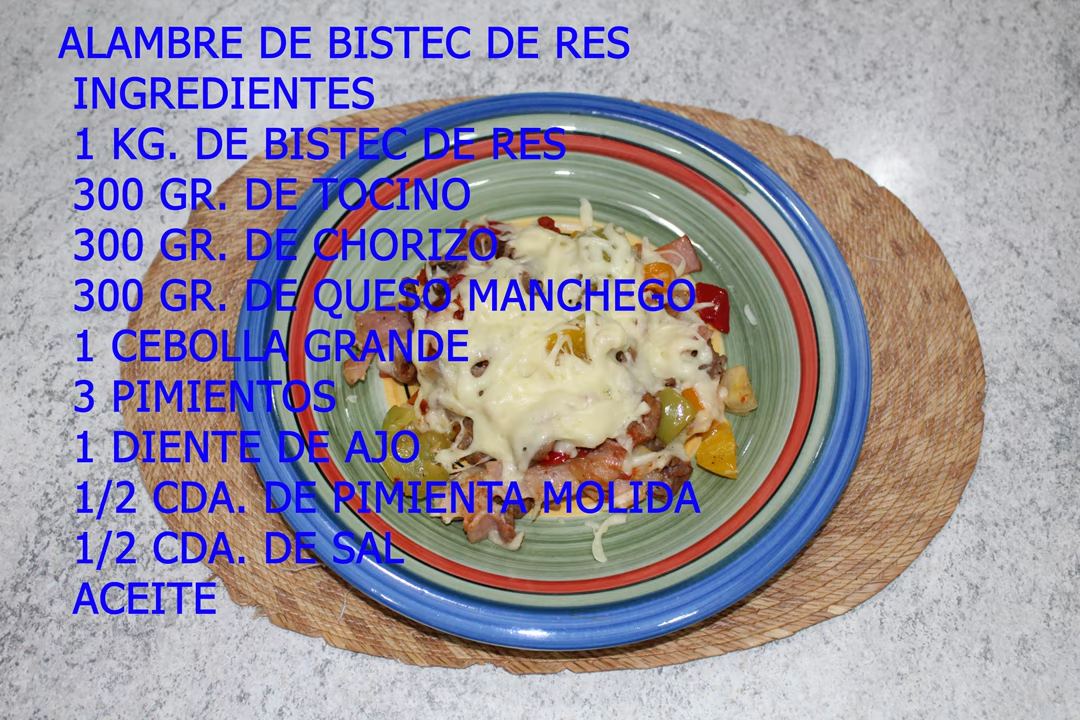 ALAMBRE DE BISTEC DE RES
INGREDIENTES
1 KG. DE BISTEC DE RES
300 GR. DE TOCINO
300 GR. DE CHORIZO
300 GR. DE QUESO MANCHEGO
1 CEBOLLA GRANDE
3 PIMIENTOS
1 DIENTE DE AJO
1/2 CDA. DE PIMIENTA MOLIDA
1/2 CDA. DE SAL
ACEITE